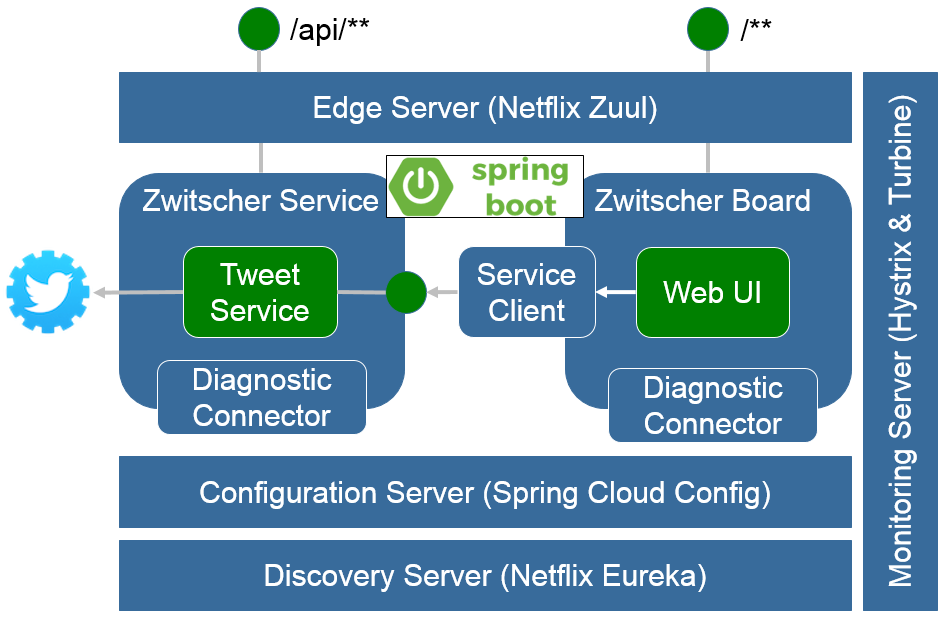 /api/**
/**
Edge Server (Netflix Zuul)
Zwitscher Service
spring
boot
Zwitscher Board
Tweet
Service
Service
Client
Web UI
Diagnostic
Connector
Diagnostic
Connector
Configuration Server (Spring Cloud Config)
Discovery Server (Netflix Eureka)
Monitoring Server (Hystrix & Turbine)